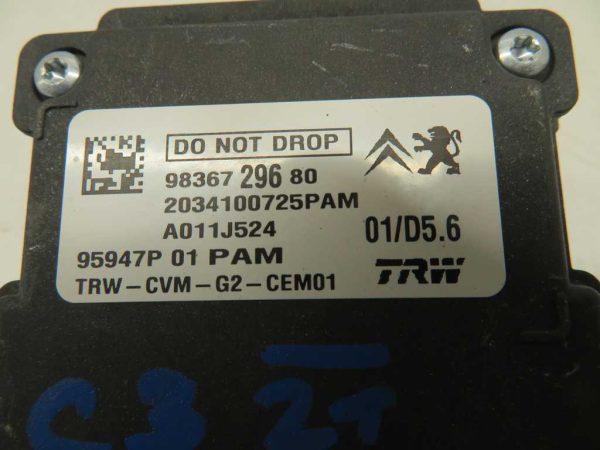 DO NOT DROP
98367 296 80
2034100725PAM
A011J524 01/D5.6
95947P 01 PAM TRW
TRW-CVM-G2-CEM01
C3 2T